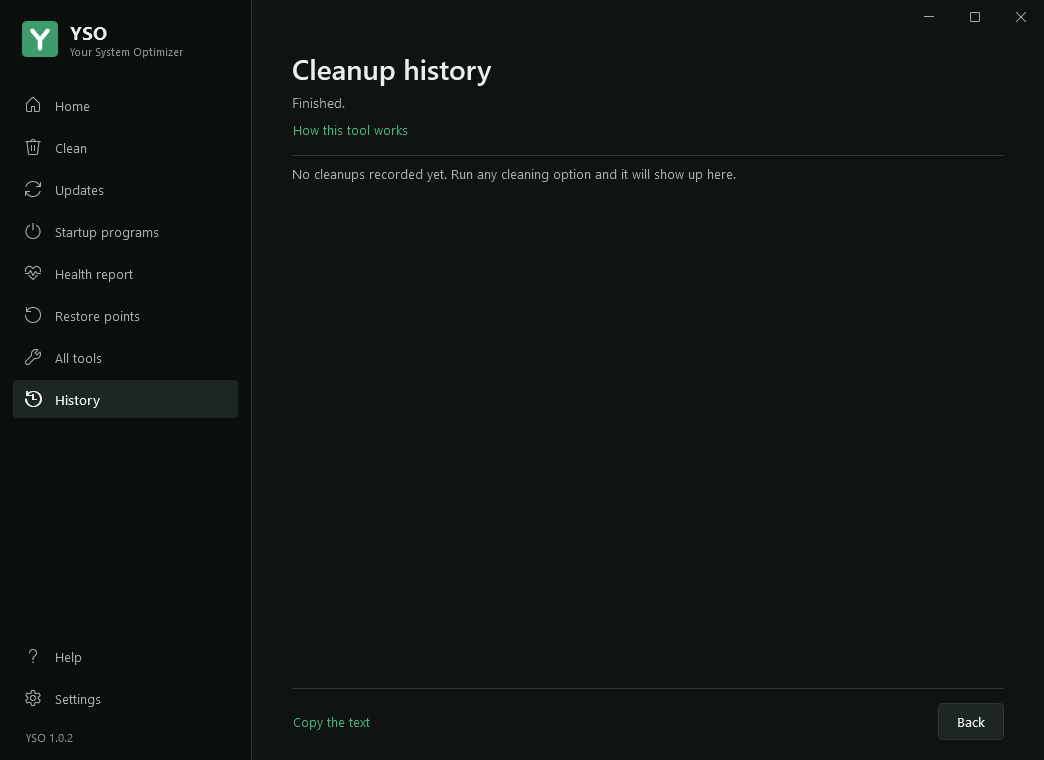 YSO
Your System Optimizer
Home
Clean
Updates
Startup programs
Health report
Restore points
All tools
History
Help
Settings
YSO 1.0.2
Cleanup history
Finished.
How this tool works
No cleanups recorded yet. Run any cleaning option and it will show up here.
Copy the text
Back